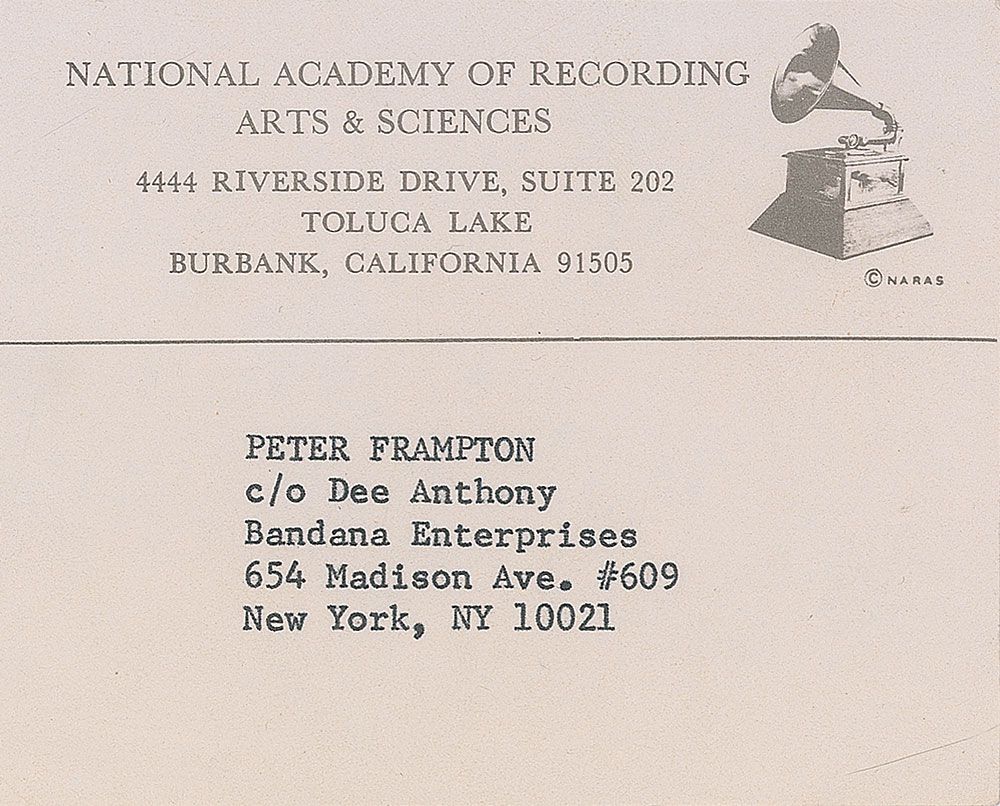 NATIONAL ACADEMY OF RECORDING
ARTS & SCIENCES
4444 RIVERSIDE DRIVE, SUITE 202
TOLUCA LAKE
BURBANK, CALIFORNIA 91505
© NARAS
PETER FRAMPTON
c/o Dee Anthony
Bandana Enterprises
654 Madison Ave. #609
New York, NY 10021